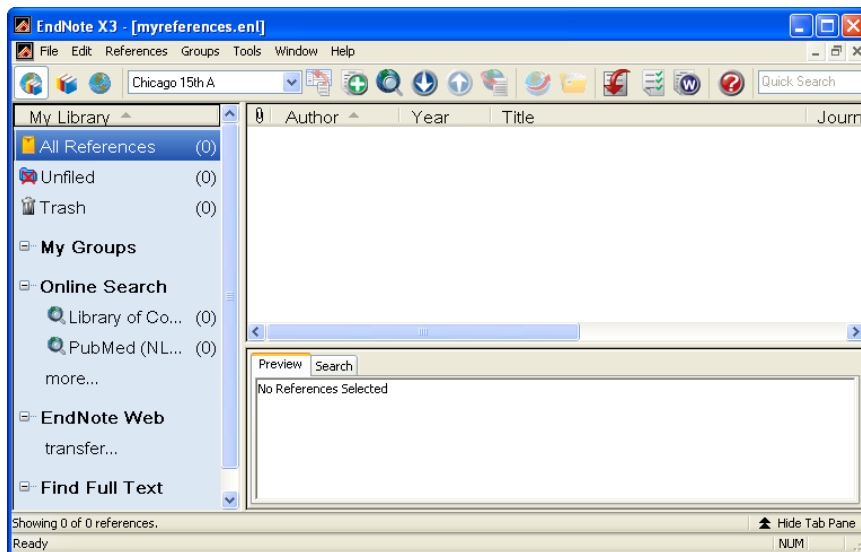 EndNote X3 - [myreferences.enl]
File Edit References Groups Tools Window Help
Chicago 15th A
Quick Search
My Library
Author Year Title Journ
All References (0)
Unfiled (0)
Trash (0)
My Groups
Online Search
Library of Co... (0)
PubMed (NL... (0)
more...
EndNote Web
transfer...
Find Full Text
Preview Search
No References Selected
Showing 0 of 0 references.
Hide Tab Pane
Ready
NUM